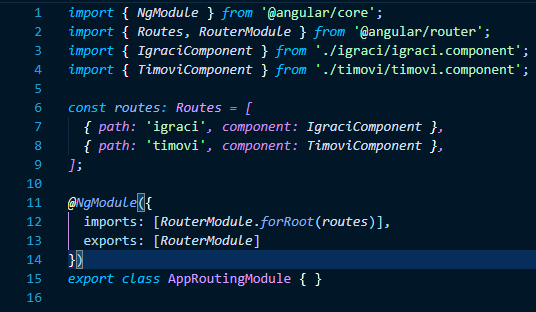 1 import { NgModule } from '@angular/core';
2 import { Routes, RouterModule } from '@angular/router';
3 import { IgraciComponent } from './igraci/igraci.component';
4 import { TimoviComponent } from './timovi/timovi.component';
5
6 const routes: Routes = [
7 { path: 'igraci', component: IgraciComponent },
8 { path: 'timovi', component: TimoviComponent },
9 ];
10
11 @NgModule({
12 imports: [RouterModule.forRoot(routes)],
13 exports: [RouterModule]
14 })
15 export class AppRoutingModule { }
16